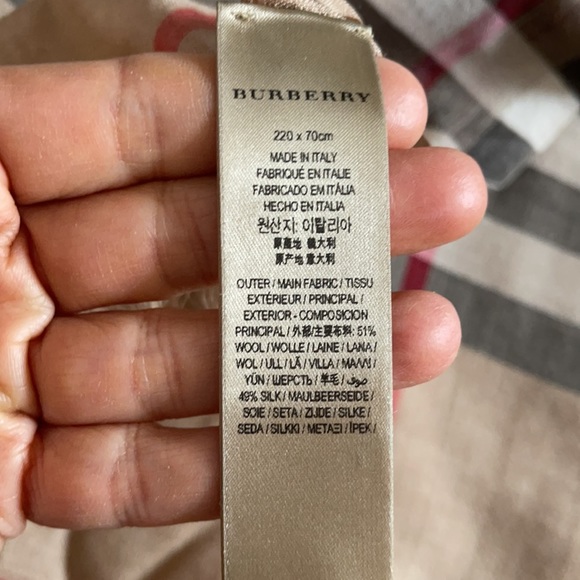 BURBERRY
220 x 70cm
MADE IN ITALY
FABRIQUÉ EN ITALIE
FABRICADO EM ITÁLIA
HECHO EN ITALIA
원산지: 이탈리아
原產地 義大利
原产地 意大利
OUTER / MAIN FABRIC / TISSU
EXTÉRIEUR / PRINCIPAL /
EXTERIOR - COMPOSICION
PRINCIPAL / 外部/主要布料: 51%
WOOL / WOLLE / LAINE / LANA /
WOL / ULL / LÃ / VILLA / ΜΑΛΛΙ /
YÜN / ШЕРСТЬ / 羊毛 / صوف /
49% SILK / MAULBEERSEIDE /
SOIE / SETA / ZIJDE / SILKE /
SEDA / SILKKI / ΜΕΤΑΞΙ / İPEK /